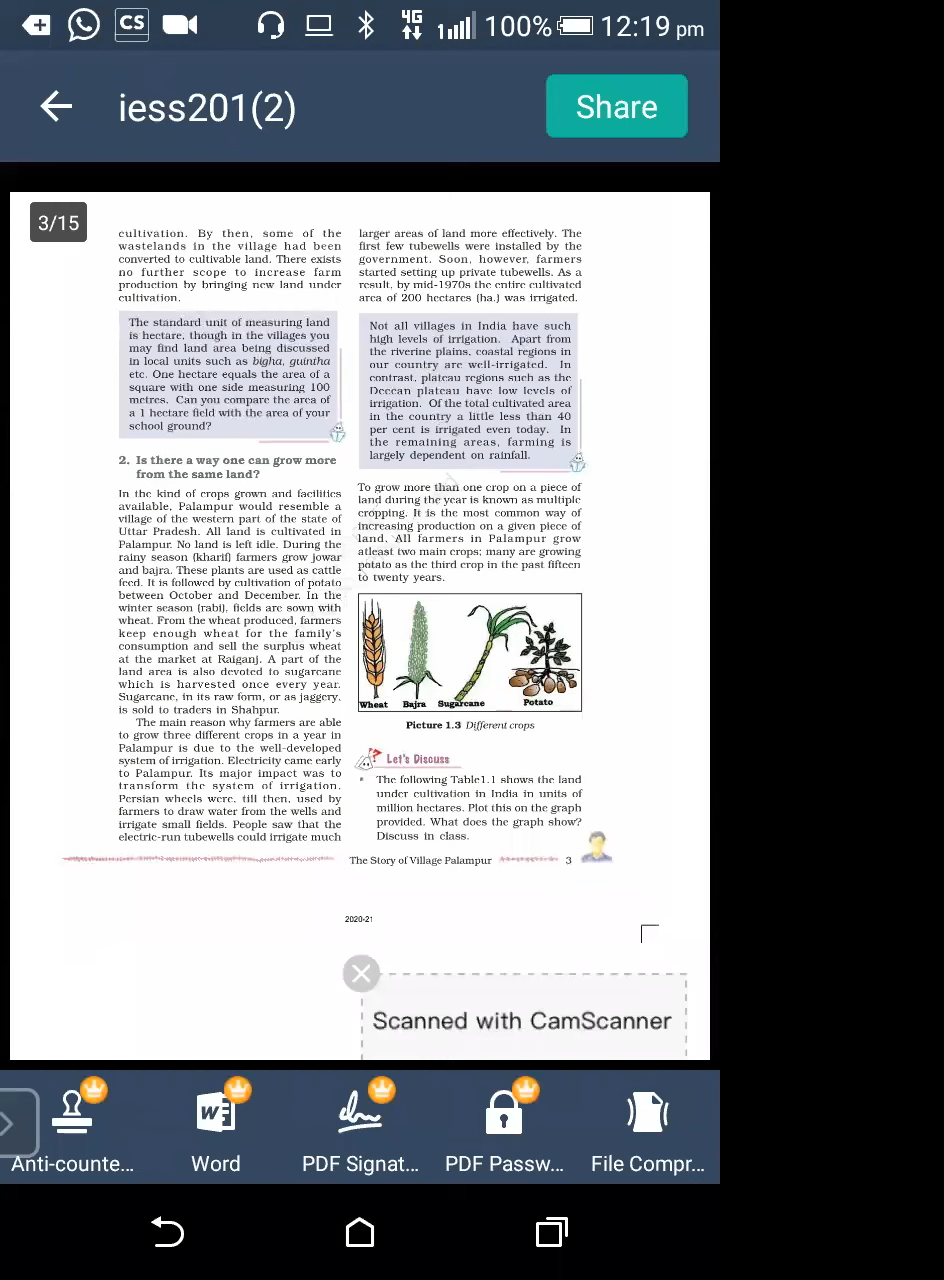 CS
4G
100%
12:19 pm
iess201(2)
Share
3/15
cultivation. By then, some of the
wastelands in the village had been
converted to cultivable land. There exists
no further scope to increase farm
production by bringing new land under
cultivation.
The standard unit of measuring land
is hectare, though in the villages you
may find land area being discussed
in local units such as bigha, guintha
etc. One hectare equals the area of a
square with one side measuring 100
metres. Can you compare the area of
a 1 hectare field with the area of your
school ground?
2. Is there a way one can grow more
from the same land?
In the kind of crops grown and facilities
available, Palampur would resemble a
village of the western part of the state of
Uttar Pradesh. All land is cultivated in
Palampur. No land is left idle. During the
rainy season (kharif) farmers grow jowar
and bajra. These plants are used as cattle
feed. It is followed by cultivation of potato
between October and December. In the
winter season (rabi), fields are sown with
wheat. From the wheat produced, farmers
keep enough wheat for the family's
consumption and sell the surplus wheat
at the market at Raiganj. A part of the
land area is also devoted to sugarcane
which is harvested once every year.
Sugarcane, in its raw form, or as jaggery,
is sold to traders in Shahpur.
The main reason why farmers are able
to grow three different crops in a year in
Palampur is due to the well-developed
system of irrigation. Electricity came early
to Palampur. Its major impact was to
transform the system of irrigation.
Persian wheels were, till then, used by
farmers to draw water from the wells and
irrigate small fields. People saw that the
electric-run tubewells could irrigate much
larger areas of land more effectively. The
first few tubewells were installed by the
government. Soon, however, farmers
started setting up private tubewells. As a
result, by mid-1970s the entire cultivated
area of 200 hectares (ha.) was irrigated.
Not all villages in India have such
high levels of irrigation. Apart from
the riverine plains, coastal regions in
our country are well-irrigated. In
contrast, plateau regions such as the
Deccan plateau have low levels of
irrigation. Of the total cultivated area
in the country a little less than 40
per cent is irrigated even today. In
the remaining areas, farming is
largely dependent on rainfall.
To grow more than one crop on a piece of
land during the year is known as multiple
cropping. It is the most common way of
increasing production on a given piece of
land. All farmers in Palampur grow
atleast two main crops; many are growing
potato as the third crop in the past fifteen
to twenty years.
Wheat Bajra Sugarcane Potato
Picture 1.3 Different crops
Let's Discuss
• The following Table1.1 shows the land
under cultivation in India in units of
million hectares. Plot this on the graph
provided. What does the graph show?
Discuss in class.
The Story of Village Palampur 3
2020-21
Scanned with CamScanner
Anti-counte... Word PDF Signat... PDF Passw... File Compr...